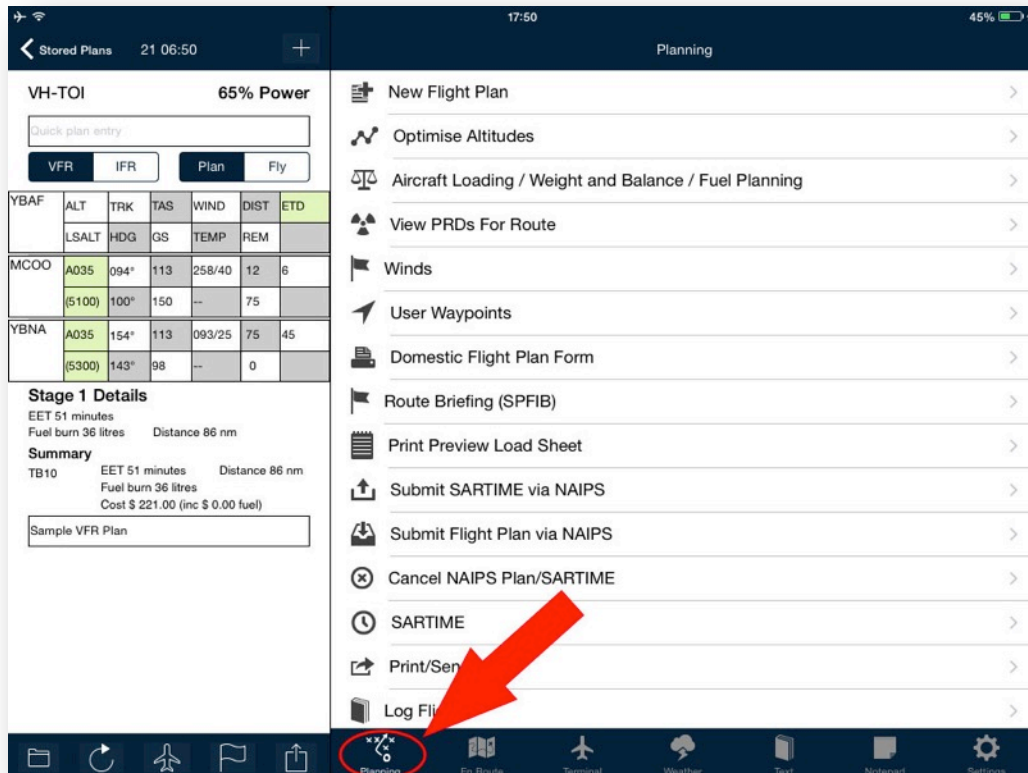 17:50
45%
Stored Plans 21 06:50
Planning
VH-TOI 65% Power
Quick plan entry
VFR IFR Plan Fly
YBAF ALT TRK TAS WIND DIST ETD
LSALT HDG GS TEMP REM
MCOO A035 094° 113 258/40 12 6
(5100) 100° 150 -- 75
YBNA A035 154° 113 093/25 75 45
(5300) 143° 98 -- 0
Stage 1 Details
EET 51 minutes
Fuel burn 36 litres Distance 86 nm
Summary
TB10 EET 51 minutes Distance 86 nm
Fuel burn 36 litres
Cost $ 221.00 (inc $ 0.00 fuel)
Sample VFR Plan
New Flight Plan
Optimise Altitudes
Aircraft Loading / Weight and Balance / Fuel Planning
View PRDs For Route
Winds
User Waypoints
Domestic Flight Plan Form
Route Briefing (SPFIB)
Print Preview Load Sheet
Submit SARTIME via NAIPS
Submit Flight Plan via NAIPS
Cancel NAIPS Plan/SARTIME
SARTIME
Print/Sen
Log Fli
Planning En Route Terminal Weather Text Notepad Settings